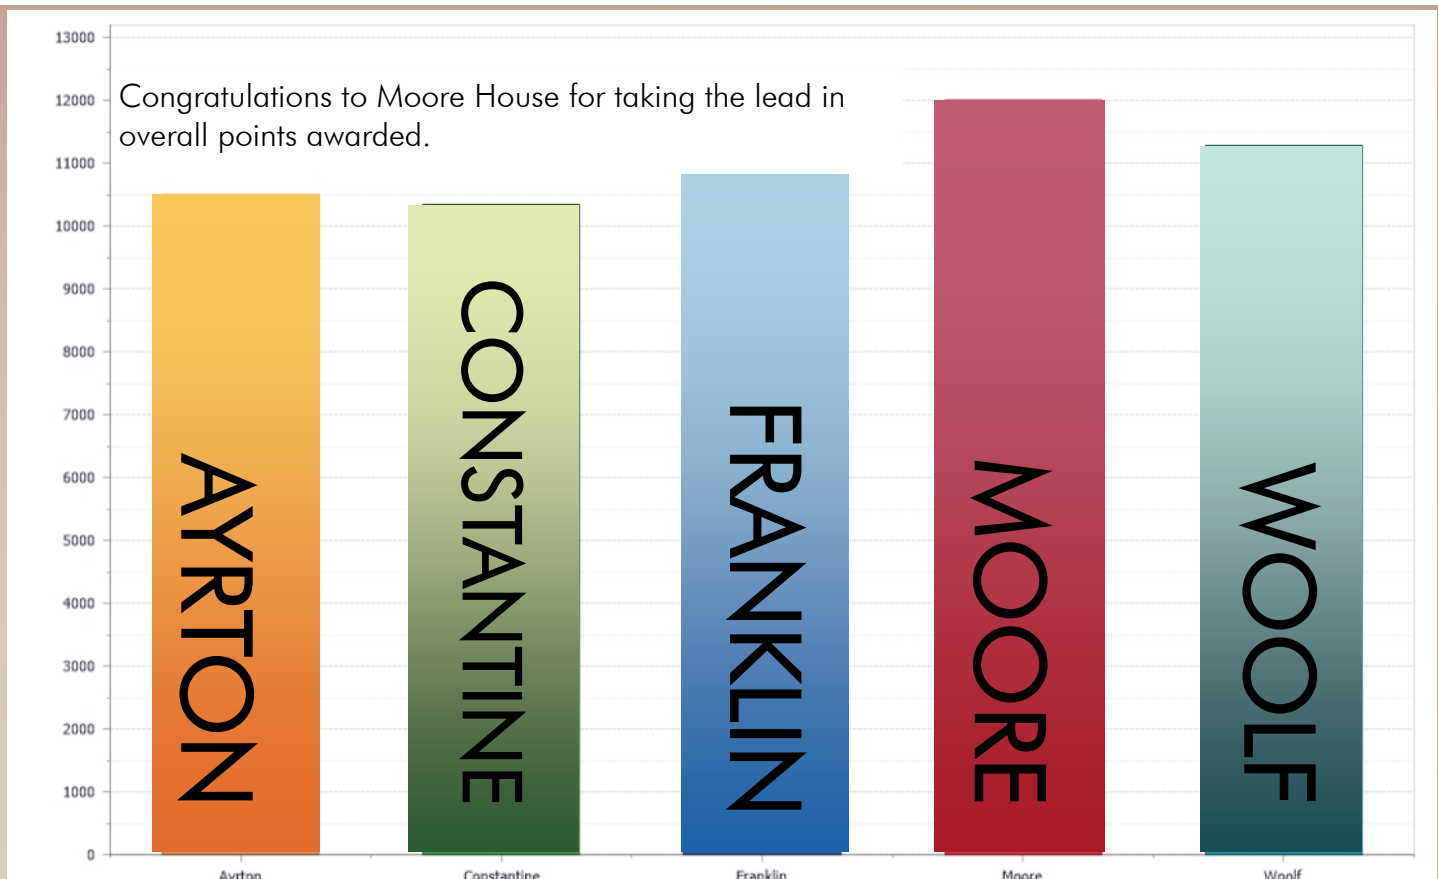 13000
12000
11000
10000
9000
8000
7000
6000
5000
4000
3000
2000
1000
0
Congratulations to Moore House for taking the lead in
overall points awarded.
AYRTON
CONSTANTINE
FRANKLIN
MOORE
WOOLF
Ayrton Constantine Franklin Moore Woolf